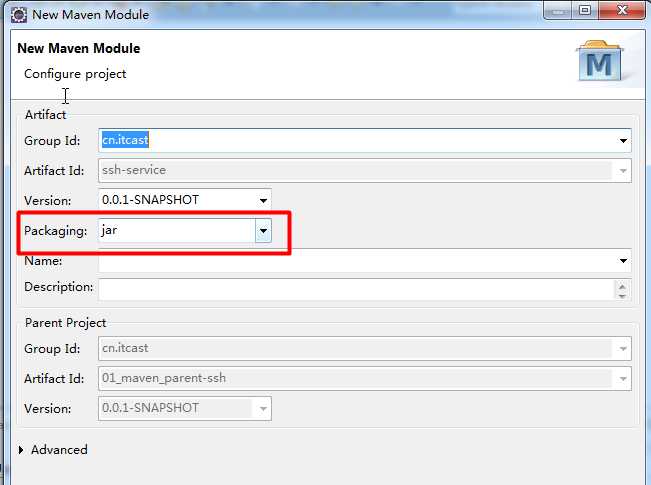 New Maven Module
New Maven Module
Configure project
M
Artifact
Group Id: cn.itcast
Artifact Id: ssh-service
Version: 0.0.1-SNAPSHOT
Packaging: jar
Name:
Description:
Parent Project
Group Id: cn.itcast
Artifact Id: 01_maven_parent-ssh
Version: 0.0.1-SNAPSHOT
Advanced